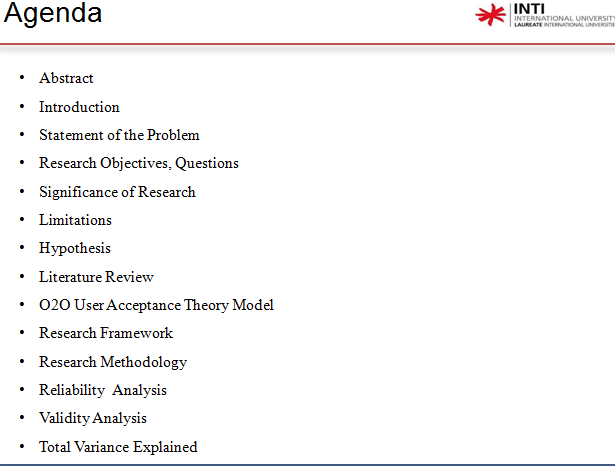 Agenda
INTI
INTERNATIONAL UNIVERSITY
LAUREATE INTERNATIONAL UNIVERSITIES
• Abstract
• Introduction
• Statement of the Problem
• Research Objectives, Questions
• Significance of Research
• Limitations
• Hypothesis
• Literature Review
• O2O User Acceptance Theory Model
• Research Framework
• Research Methodology
• Reliability Analysis
• Validity Analysis
• Total Variance Explained